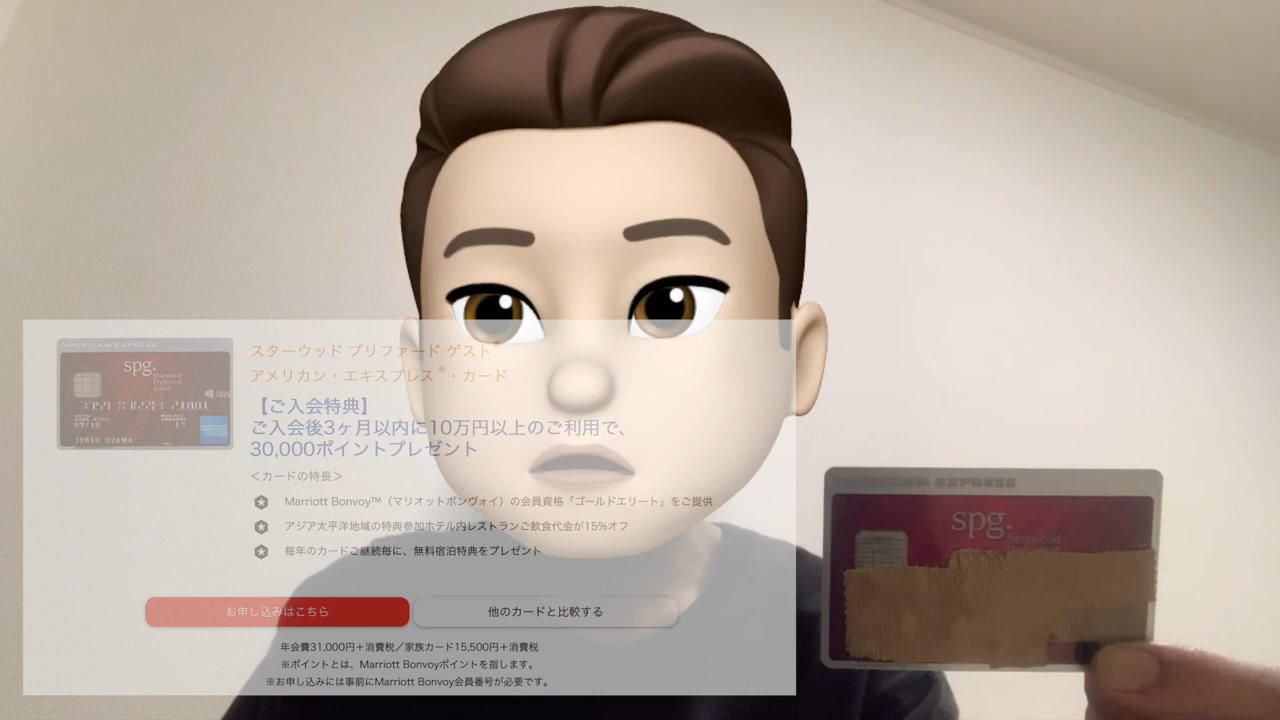 AMERICAN EXPRESS
spg.
Starwood
Preferred
Guest
09/18
17
JUNKO OZAWA
スターウッド プリファード ゲスト®
アメリカン・エキスプレス®・カード
【ご入会特典】
ご入会後3ヶ月以内に10万円以上のご利用で、
30,000ポイントプレゼント
＜カードの特長＞
Marriott Bonvoy™（マリオットボンヴォイ）の会員資格「ゴールドエリート」をご提供
アジア太平洋地域の特典参加ホテル内レストランご飲食代金が15%オフ
毎年のカードご継続毎に、無料宿泊特典をプレゼント
お申し込みはこちら
他のカードと比較する
年会費31,000円＋消費税／家族カード15,500円＋消費税
※ポイントとは、Marriott Bonvoyポイントを指します。
※お申し込みには事前にMarriott Bonvoy会員番号が必要です。
AMERICAN EXPRESS
spg.
Starwood